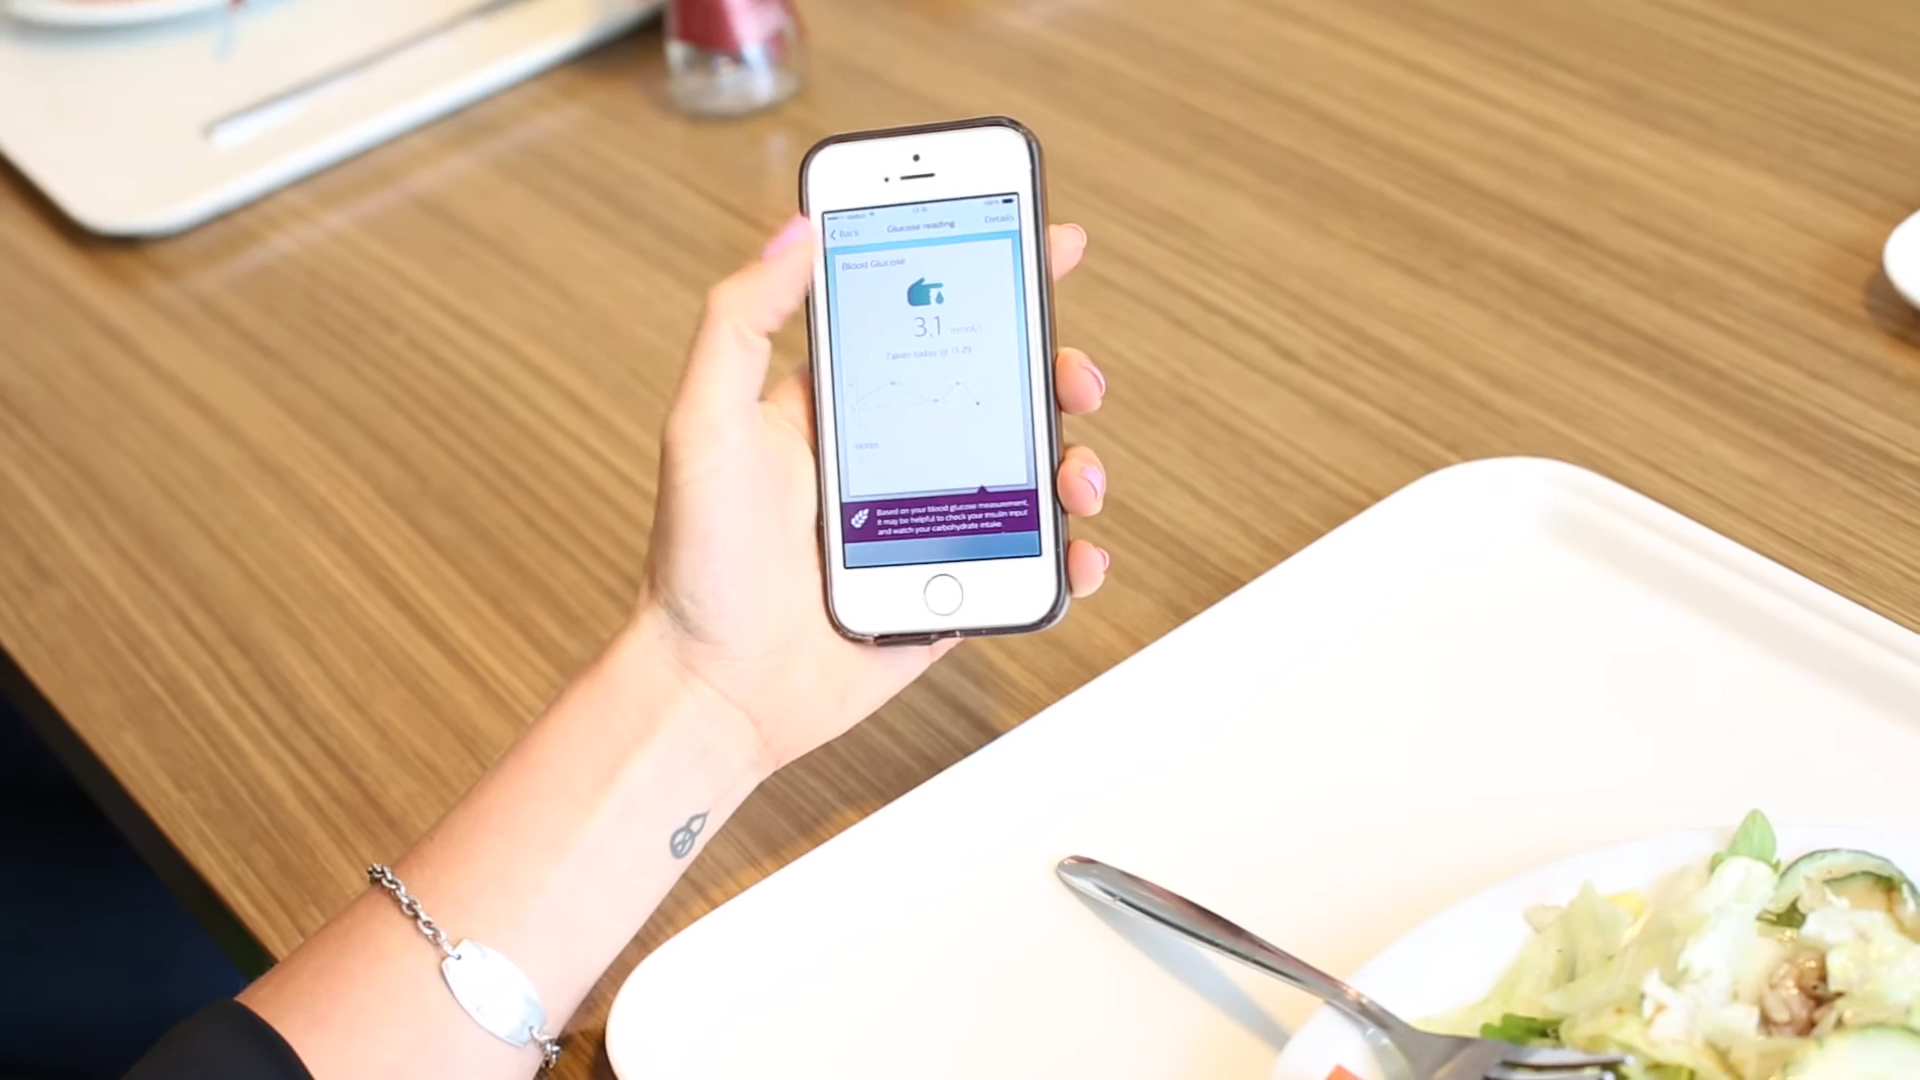 Back Glucose reading Details
Blood Glucose
3,1 mmol/l
Taken today @ 11:20
Notes
Based on your blood glucose measurement,
it may be helpful to check your insulin input
and watch your carbohydrate intake.